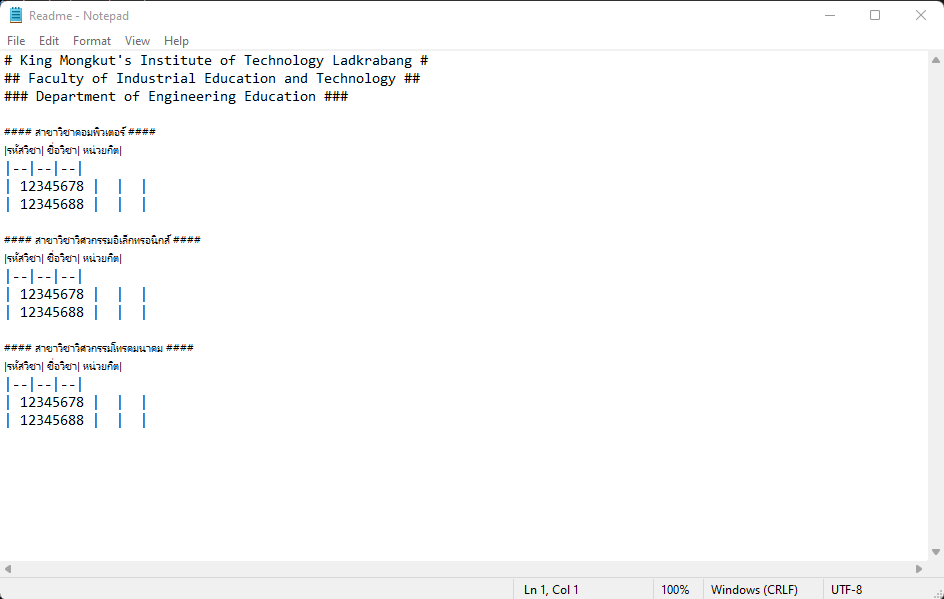 Readme - Notepad
File Edit Format View Help
# King Mongkut's Institute of Technology Ladkrabang #
## Faculty of Industrial Education and Technology ##
### Department of Engineering Education ###
#### สาขาวิชาคอมพิวเตอร์ ####
|รหัสวิชา| ชื่อวิชา| หน่วยกิต|
|--|--|--|
| 12345678 |  |  |
| 12345688 |  |  |
#### สาขาวิชาวิศวกรรมอิเล็กทรอนิกส์ ####
|รหัสวิชา| ชื่อวิชา| หน่วยกิต|
|--|--|--|
| 12345678 |  |  |
| 12345688 |  |  |
#### สาขาวิชาวิศวกรรมโทรคมนาคม ####
|รหัสวิชา| ชื่อวิชา| หน่วยกิต|
|--|--|--|
| 12345678 |  |  |
| 12345688 |  |  |
Ln 1, Col 1 100% Windows (CRLF) UTF-8